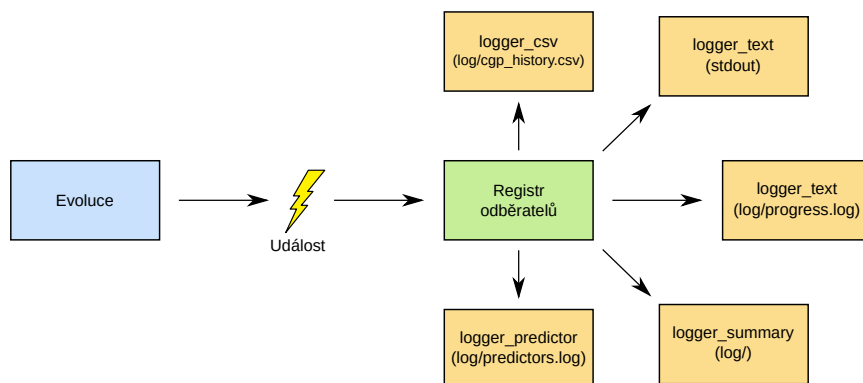 logger_csv
(log/cgp_history.csv)
logger_text
(stdout)
Evoluce
Událost
Registr
odběratelů
logger_text
(log/progress.log)
logger_predictor
(log/predictors.log)
logger_summary
(log/)